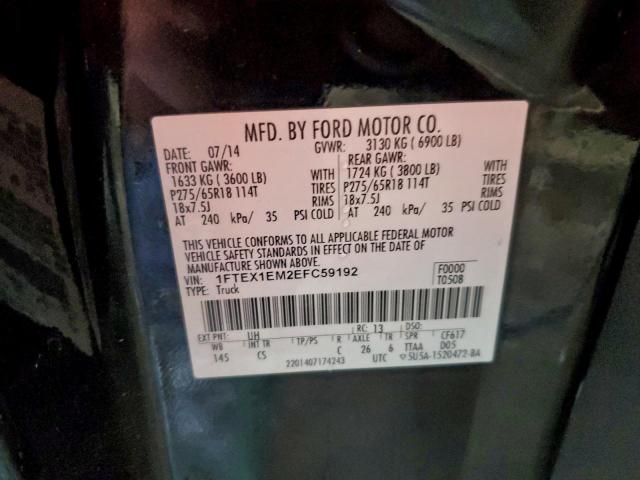 MFD. BY FORD MOTOR CO.
DATE: 07/14 GVWR: 3130 KG ( 6900 LB)
FRONT GAWR: REAR GAWR:
1633 KG ( 3600 LB) WITH 1724 KG ( 3800 LB) WITH
P275/65R18 114T TIRES P275/65R18 114T TIRES
18x7.5J RIMS 18x7.5J RIMS
AT 240 kPa/ 35 PSI COLD AT 240 kPa/ 35 PSI COLD
THIS VEHICLE CONFORMS TO ALL APPLICABLE FEDERAL MOTOR
VEHICLE SAFETY STANDARDS IN EFFECT ON THE DATE OF
MANUFACTURE SHOWN ABOVE.
VIN: 1FTEX1EM2EFC59192 F0000
TYPE: Truck T0508
EXT PNT: UH RC: 13 DSO:
WB INT TR TP/PS R AXLE TR SPR CF617
145 CS C 26 6 TTAA D05
2201407174243 UTC SU5A-1520472-BA